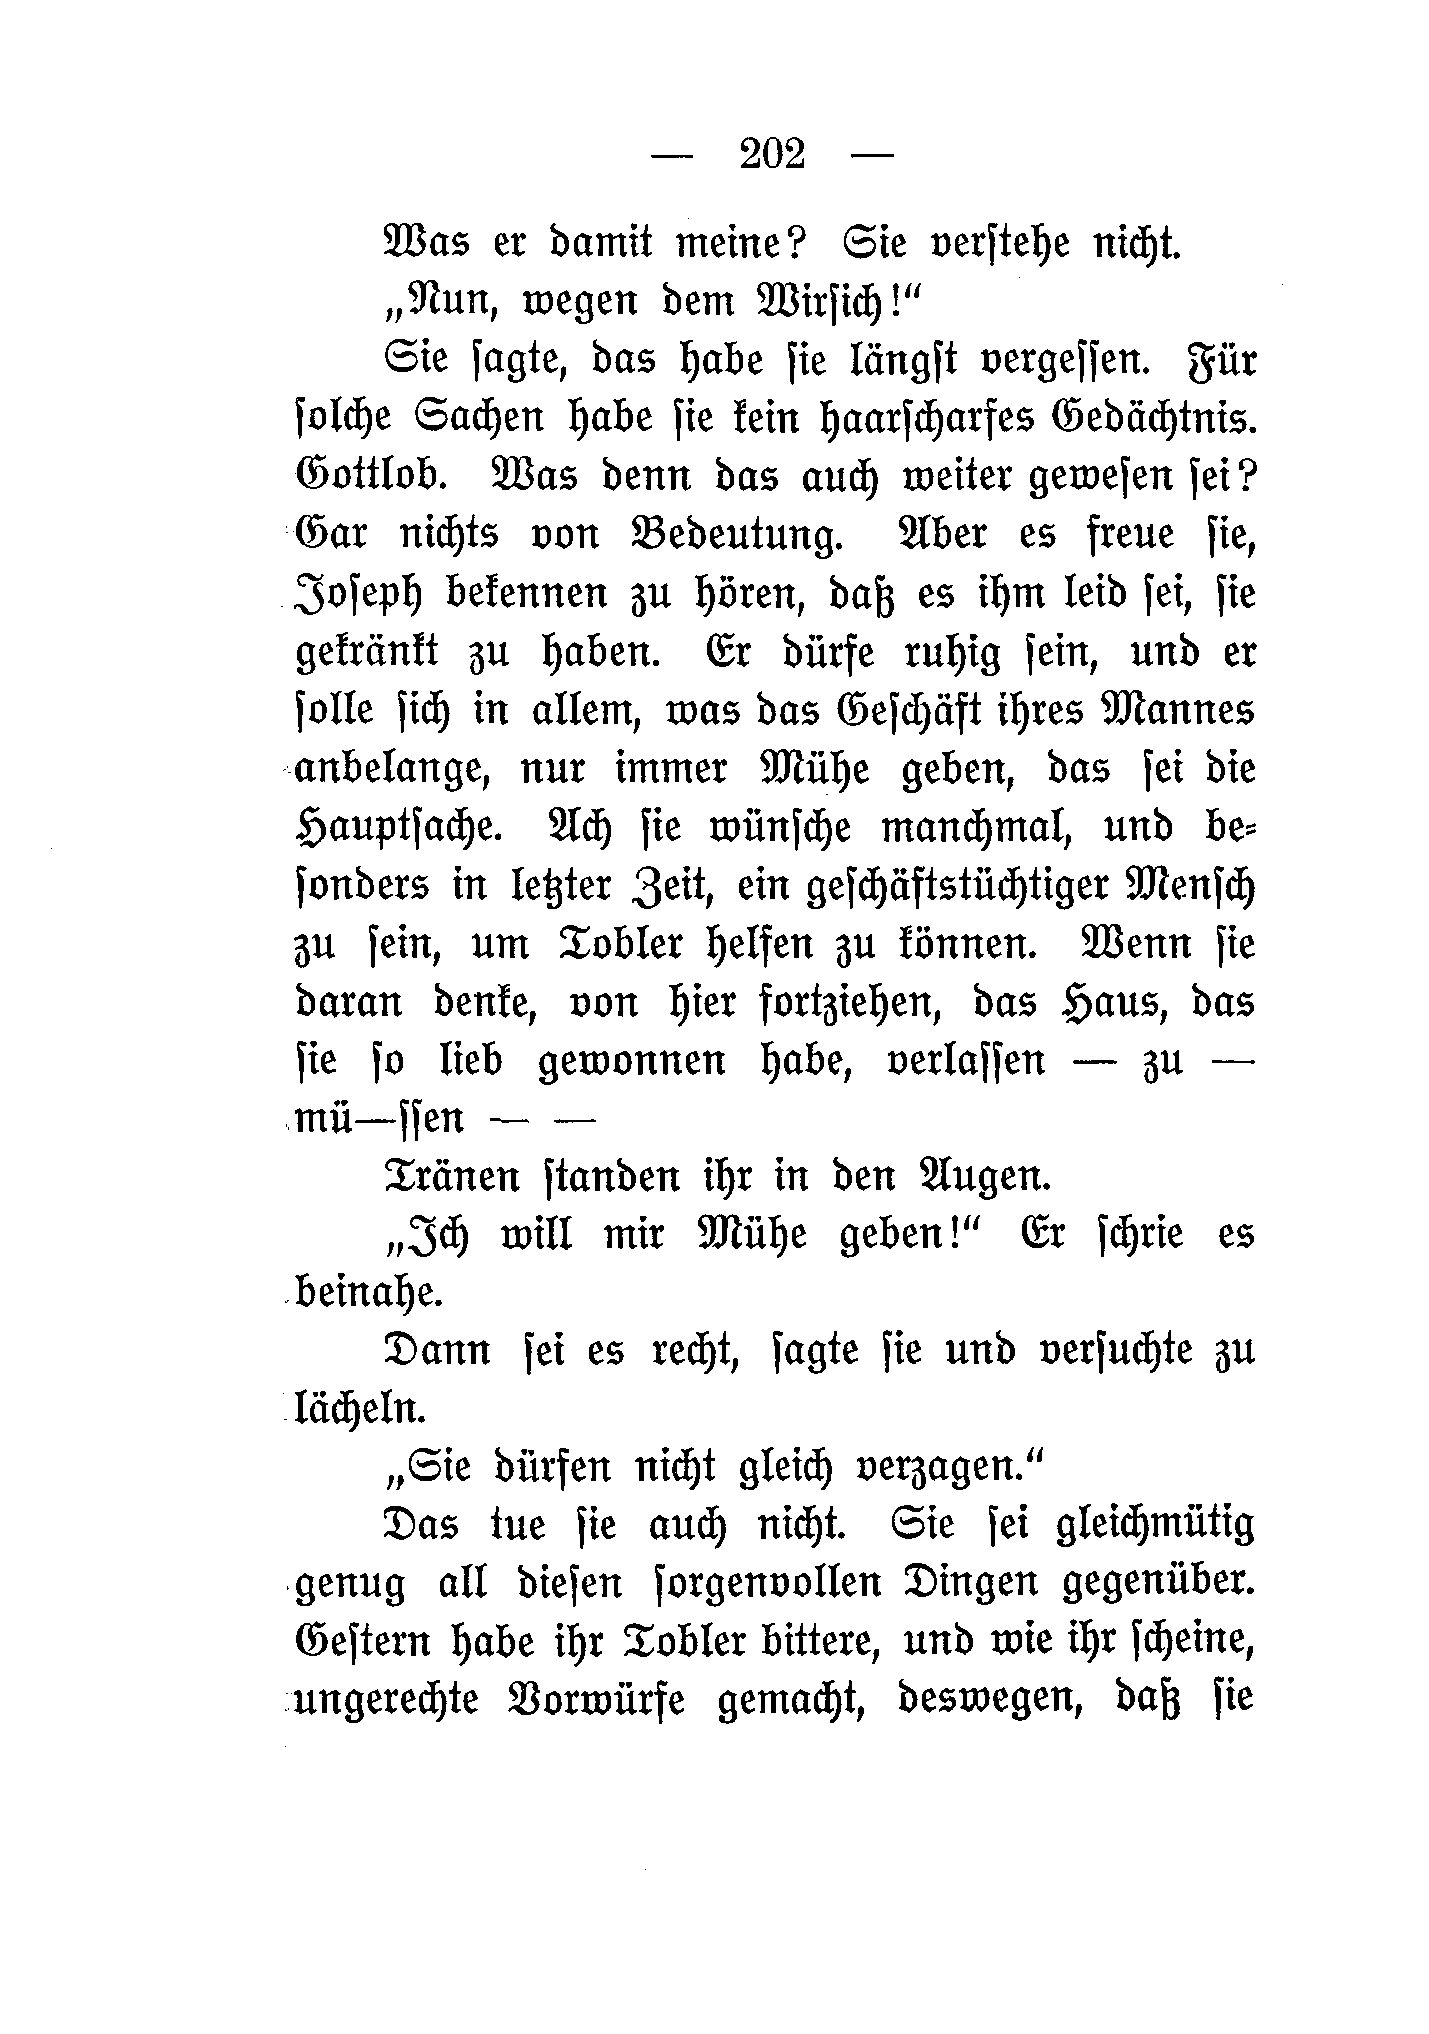 — 202 —
Was er damit meine? Sie verſtehe nicht.
„Nun, wegen dem Wirſich!“
Sie ſagte, das habe ſie längſt vergeſſen. Für
ſolche Sachen habe ſie kein haarſcharfes Gedächtnis.
Gottlob. Was denn das auch weiter geweſen ſei?
Gar nichts von Bedeutung. Aber es freue ſie,
Joſeph bekennen zu hören, daß es ihm leid ſei, ſie
gekränkt zu haben. Er dürfe ruhig ſein, und er
ſolle ſich in allem, was das Geſchäft ihres Mannes
anbelange, nur immer Mühe geben, das ſei die
Hauptſache. Ach ſie wünſche manchmal, und be⸗
ſonders in letzter Zeit, ein geſchäftstüchtiger Menſch
zu ſein, um Tobler helfen zu können. Wenn ſie
daran denke, von hier fortziehen, das Haus, das
ſie ſo lieb gewonnen habe, verlaſſen — zu —
mü—ſſen — —
Tränen ſtanden ihr in den Augen.
„Ich will mir Mühe geben!“ Er ſchrie es
beinahe.
Dann ſei es recht, ſagte ſie und verſuchte zu
lächeln.
„Sie dürfen nicht gleich verzagen.“
Das tue ſie auch nicht. Sie ſei gleichmütig
genug all dieſen ſorgenvollen Dingen gegenüber.
Geſtern habe ihr Tobler bittere, und wie ihr ſcheine,
ungerechte Vorwürfe gemacht, deswegen, daß ſie